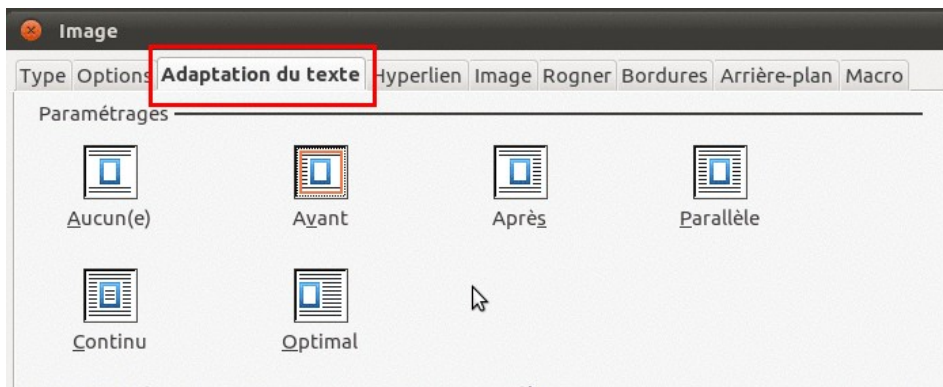 Image
Type Options Adaptation du texte Hyperlien Image Rogner Bordures Arrière-plan Macro
Paramétrages
Aucun(e) Avant Après Parallèle
Continu Optimal